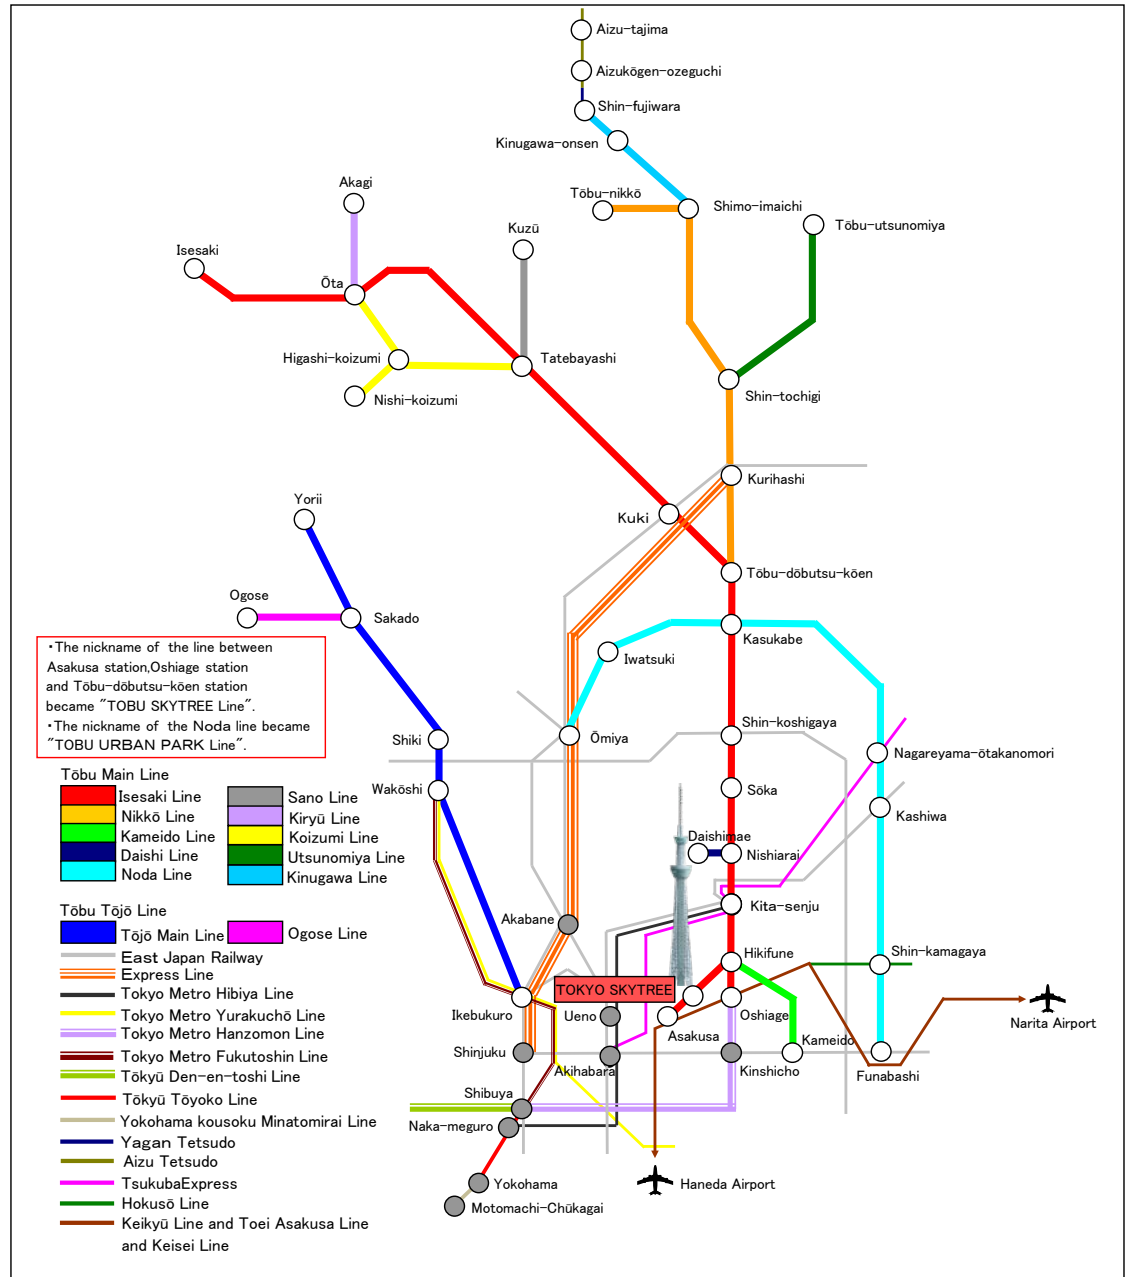 Aizu-tajima
Aizukōgen-ozeguchi
Shin-fujiwara
Kinugawa-onsen
Akagi
Tōbu-nikkō
Shimo-imaichi
Kuzū
Tōbu-utsunomiya
Isesaki
Ōta
Higashi-koizumi
Tatebayashi
Nishi-koizumi
Shin-tochigi
Kurihashi
Yorii
Kuki
Tōbu-dōbutsu-kōen
Ogose
Sakado
Kasukabe
Iwatsuki
・The nickname of the line between
Asakusa station,Oshiage station
and Tōbu-dōbutsu-kōen station
became "TOBU SKYTREE Line".
・The nickname of the Noda line became
"TOBU URBAN PARK Line".
Shin-koshigaya
Shiki
Ōmiya
Nagareyama-ōtakanomori
Wakōshi
Sōka
Kashiwa
Daishimae
Nishiarai
Kita-senju
Akabane
Hikifune
Shin-kamagaya
TOKYO SKYTREE
Ikebukuro
Ueno
Oshiage
Asakusa
Narita Airport
Kameido
Shinjuku
Akihabara
Kinshicho
Funabashi
Shibuya
Naka-meguro
Yokohama
Haneda Airport
Motomachi-Chūkagai
Tōbu Main Line
Isesaki Line
Nikkō Line
Kameido Line
Daishi Line
Noda Line
Sano Line
Kiryū Line
Koizumi Line
Utsunomiya Line
Kinugawa Line
Tōbu Tōjō Line
Tōjō Main Line
Ogose Line
East Japan Railway
Express Line
Tokyo Metro Hibiya Line
Tokyo Metro Yurakuchō Line
Tokyo Metro Hanzomon Line
Tokyo Metro Fukutoshin Line
Tōkyū Den-en-toshi Line
Tōkyū Tōyoko Line
Yokohama kousoku Minatomirai Line
Yagan Tetsudo
Aizu Tetsudo
TsukubaExpress
Hokusō Line
Keikyū Line and Toei Asakusa Line
and Keisei Line